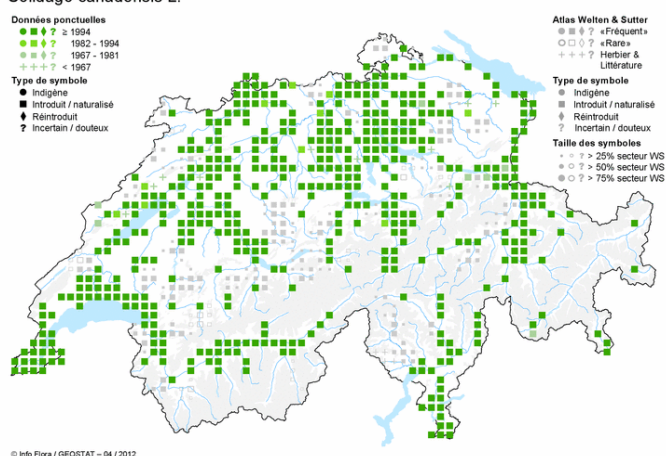 Solidago canadensis L.
Données ponctuelles
≥ 1994
? 1982 - 1994
? 1967 - 1981
+++ < 1967
Type de symbole
Indigène
Introduit / naturalisé
Réintroduit
? Incertain / douteux
Atlas Welten & Sutter
? «Fréquent»
? «Rare»
+++ Herbier &
Littérature
Type de symbole
Indigène
Introduit / naturalisé
Réintroduit
? Incertain / douteux
Taille des symboles
? > 25% secteur WS
? > 50% secteur WS
? > 75% secteur WS
© Info Flora / GEOSTAT – 04 / 2012